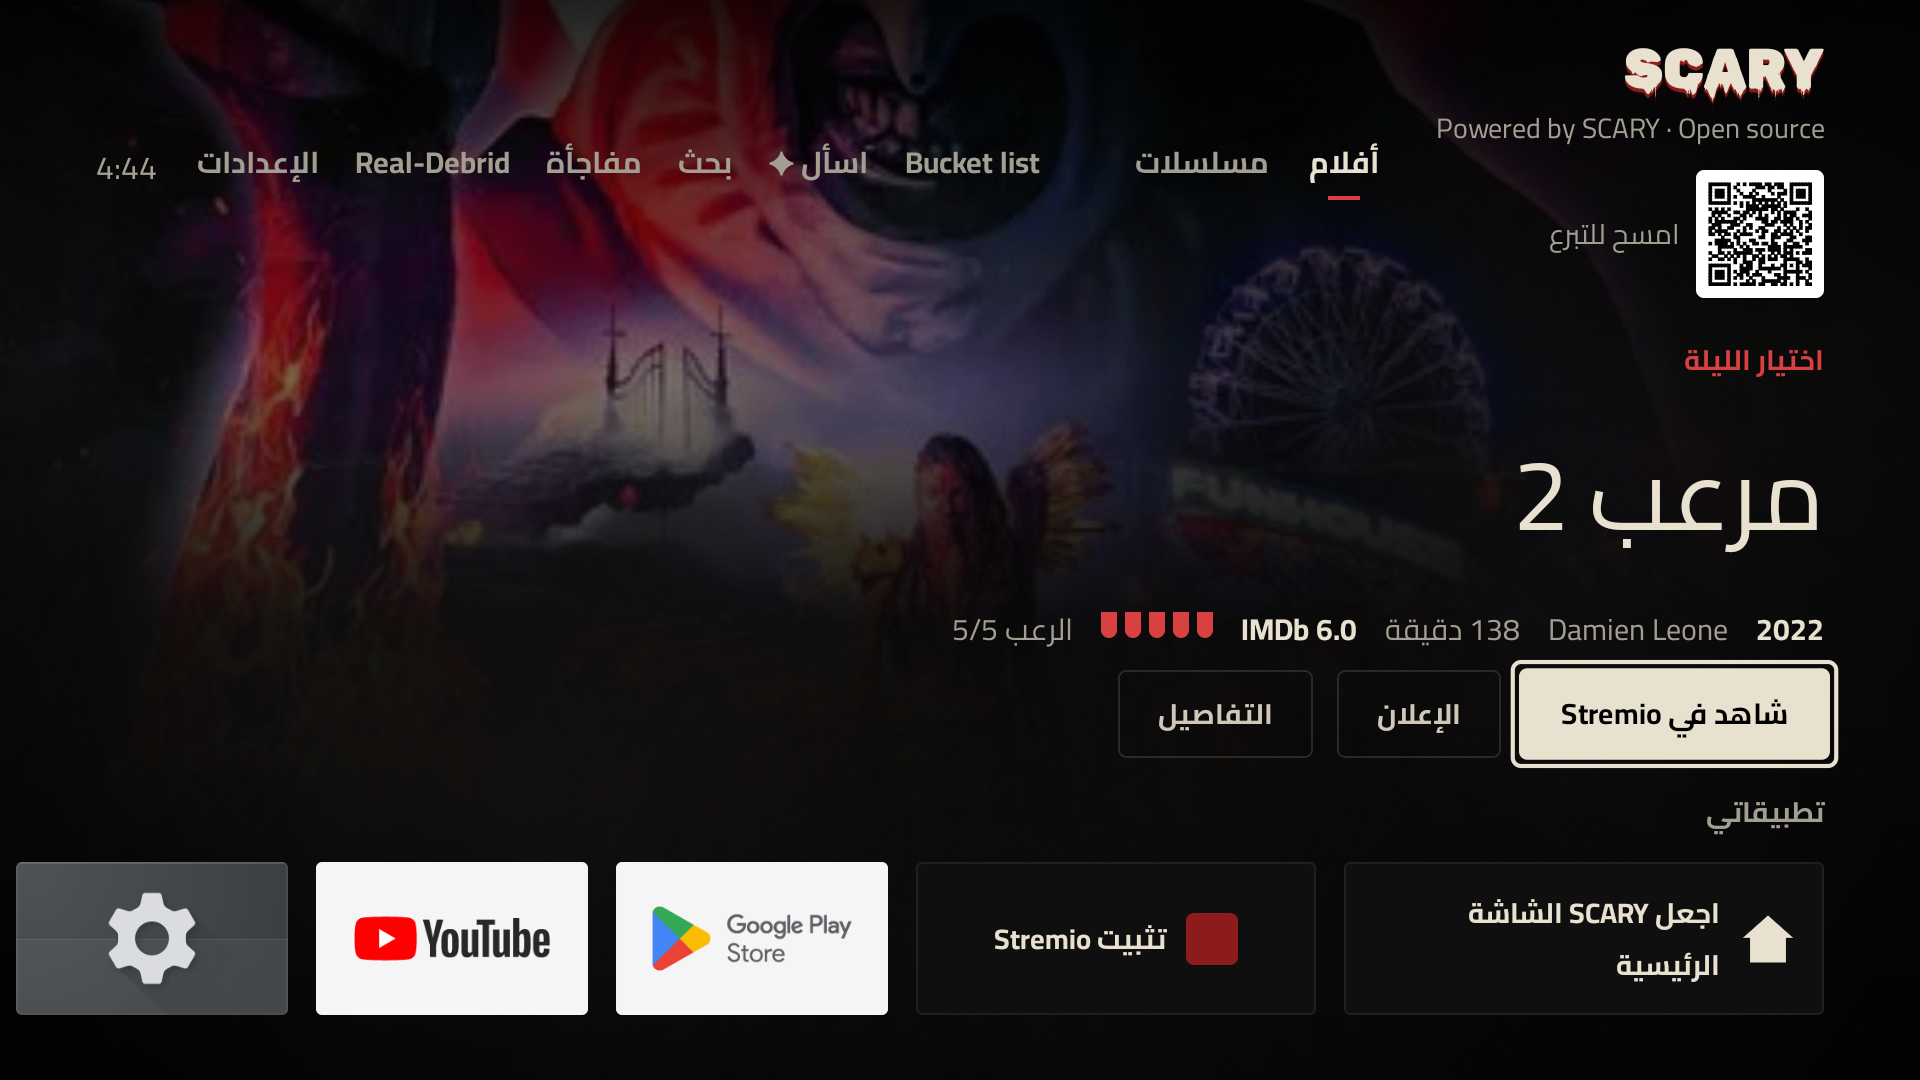 SCARY
Powered by SCARY · Open source
أفلام
مسلسلات
Bucket list
اسأل ✦
بحث
مفاجأة
Real-Debrid
الإعدادات
4:44
امسح للتبرع
اختيار الليلة
مرعب 2
FUNHOUSE
2022 Damien Leone 138 دقيقة IMDb 6.0 الرعب 5/5
شاهد في Stremio
الإعلان
التفاصيل
تطبيقاتي
اجعل SCARY الشاشة
الرئيسية
تثبيت Stremio
Google Play
Store
YouTube